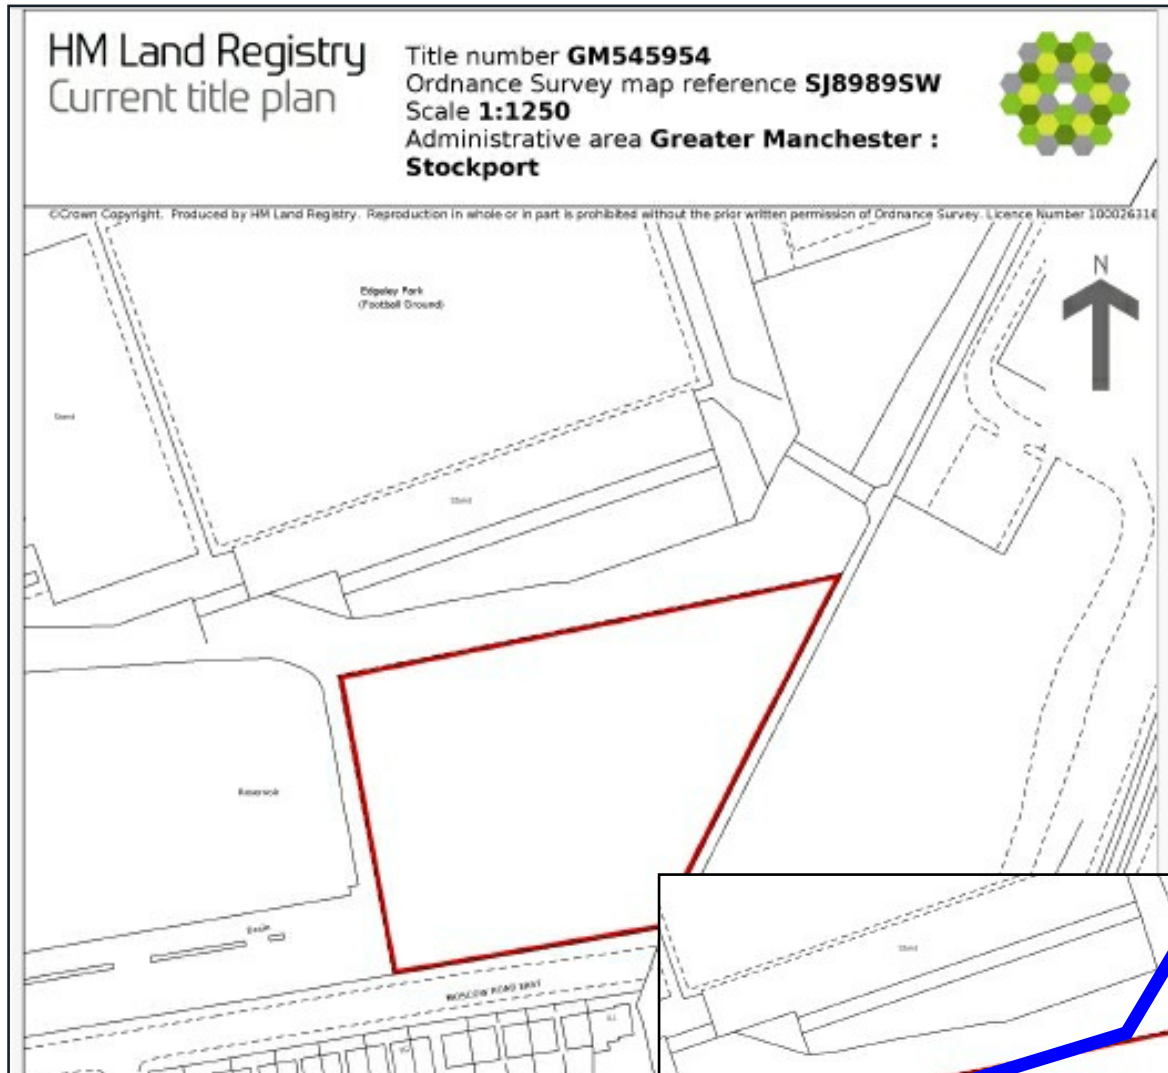 HM Land Registry
Current title plan
Title number GM545954
Ordnance Survey map reference SJ8989SW
Scale 1:1250
Administrative area Greater Manchester :
Stockport
©Crown Copyright. Produced by HM Land Registry. Reproduction in whole or in part is prohibited without the prior written permission of Ordnance Survey. Licence Number 100026316
N
Edgeley Park
(Football Ground)
Stand
Stand
Reservoir
Drain
MOSCOW ROAD EAST
Stand